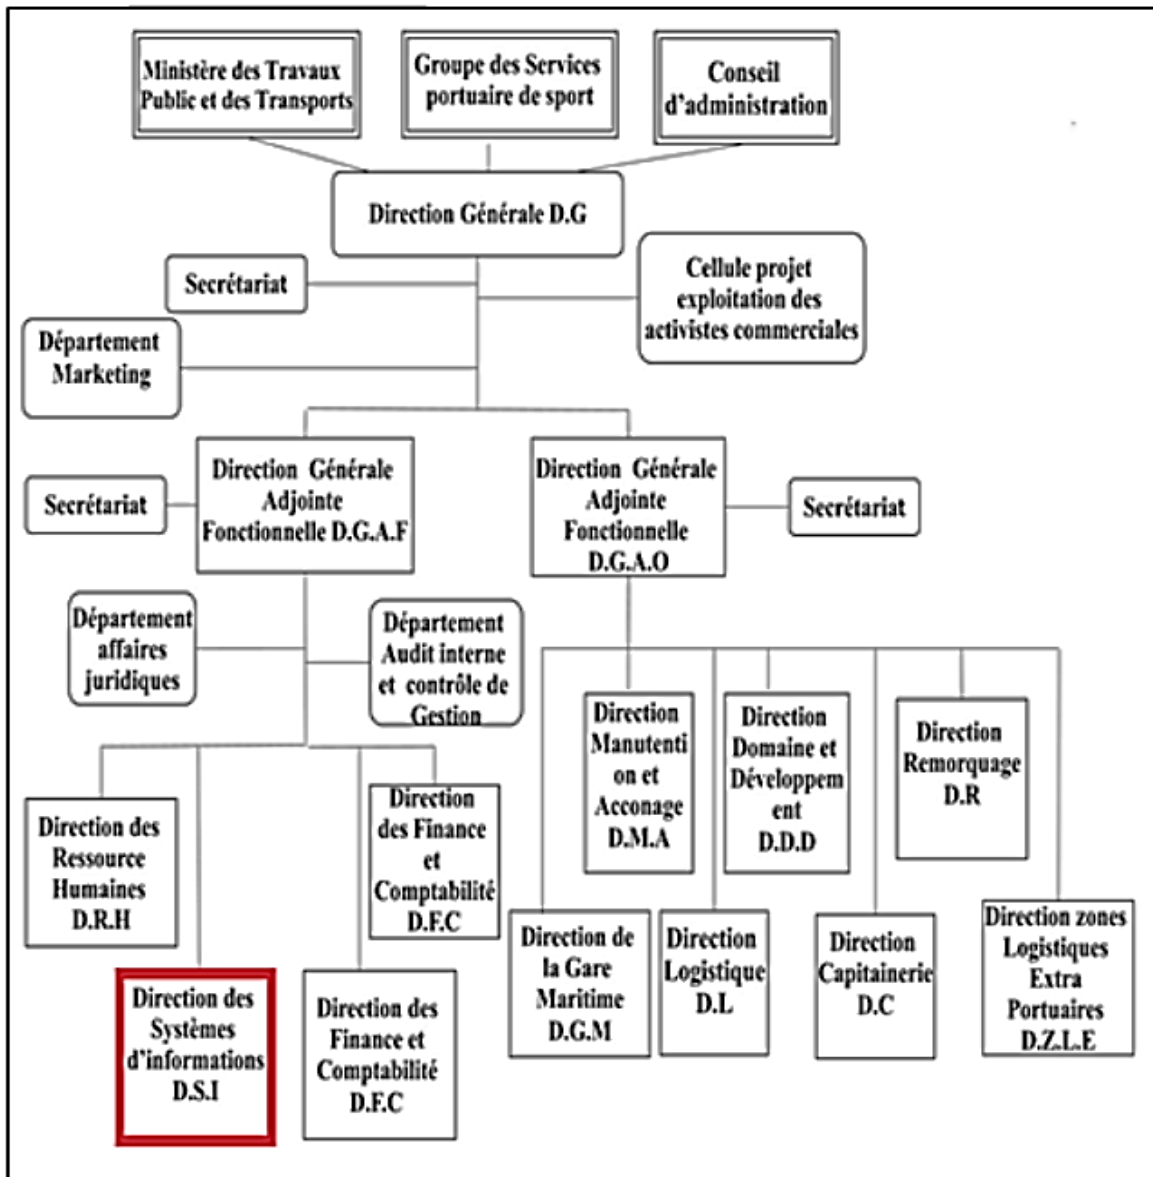 Ministère des Travaux
Public et des Transports
Groupe des Services
portuaire de sport
Conseil
d'administration
Direction Générale D.G
Secrétariat
Cellule projet
exploitation des
activistes commerciales
Département
Marketing
Direction Générale
Adjointe
Fonctionnelle D.G.A.F
Direction Générale
Adjointe
Fonctionnelle
D.G.A.O
Secrétariat
Secrétariat
Département
affaires
juridiques
Département
Audit interne
et contrôle de
Gestion
Direction des
Ressource
Humaines
D.R.H
Direction des
Systèmes
d'informations
D.S.I
Direction des
Finance et
Comptabilité
D.F.C
Direction
des Finance
et
Comptabilité
D.F.C
Direction de
la Gare
Maritime
D.G.M
Direction
Manutenti
on et
Acconage
D.M.A
Direction
Logistique
D.L
Direction
Domaine et
Développem
ent
D.D.D
Direction
Capitainerie
D.C
Direction
Remorquage
D.R
Direction zones
Logistiques
Extra
Portuaires
D.Z.L.E